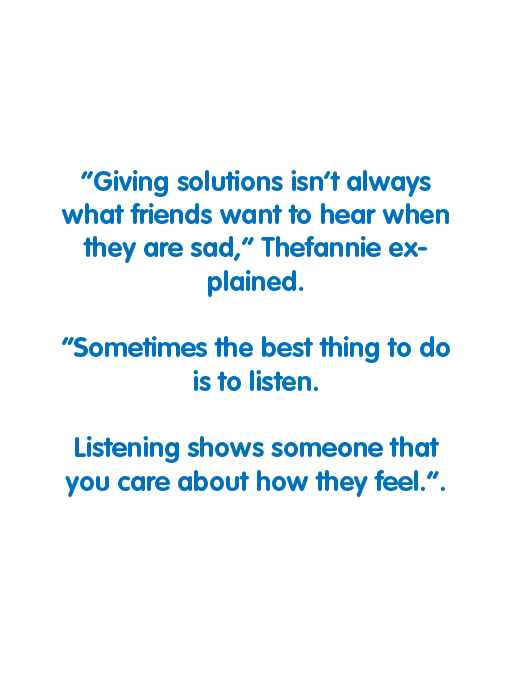 "Giving solutions isn't always
what friends want to hear when
they are sad," Thefannie ex-
plained.
"Sometimes the best thing to do
is to listen.
Listening shows someone that
you care about how they feel.".